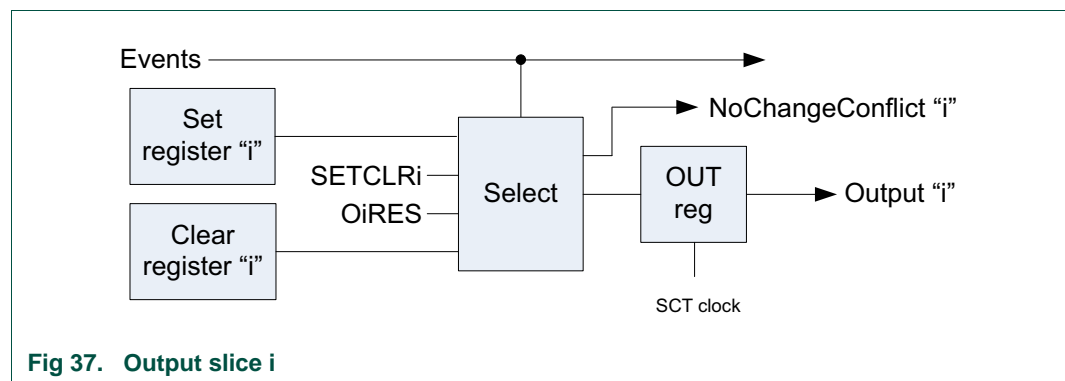 Events
NoChangeConflict “i”
Set
register “i”
SETCLRi
Select
OUT
reg
Output “i”
OiRES
Clear
register “i”
SCT clock
Fig 37. Output slice i